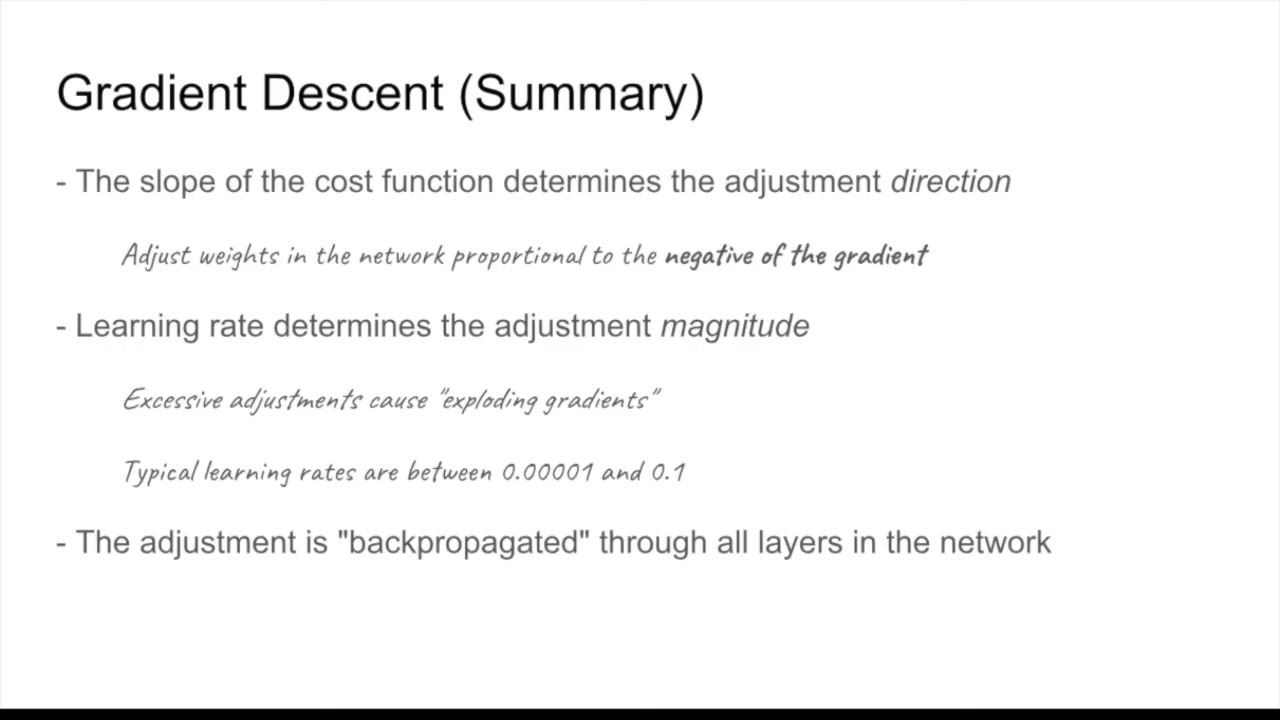 Gradient Descent (Summary)
- The slope of the cost function determines the adjustment direction
Adjust weights in the network proportional to the negative of the gradient
- Learning rate determines the adjustment magnitude
Excessive adjustments cause "exploding gradients"
Typical learning rates are between 0.00001 and 0.1
- The adjustment is "backpropagated" through all layers in the network